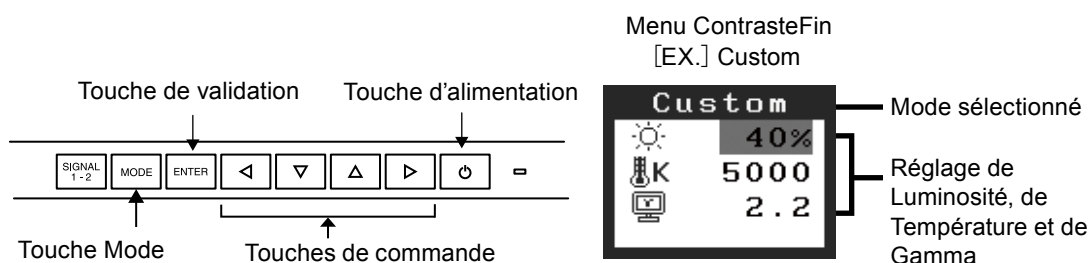 Menu ContrasteFin
[EX.] Custom
Touche de validation
Touche d'alimentation
SIGNAL
1 - 2
MODE
ENTER
Touche Mode
Touches de commande
Custom
40%
K 5000
2.2
Mode sélectionné
Réglage de
Luminosité, de
Température et de
Gamma